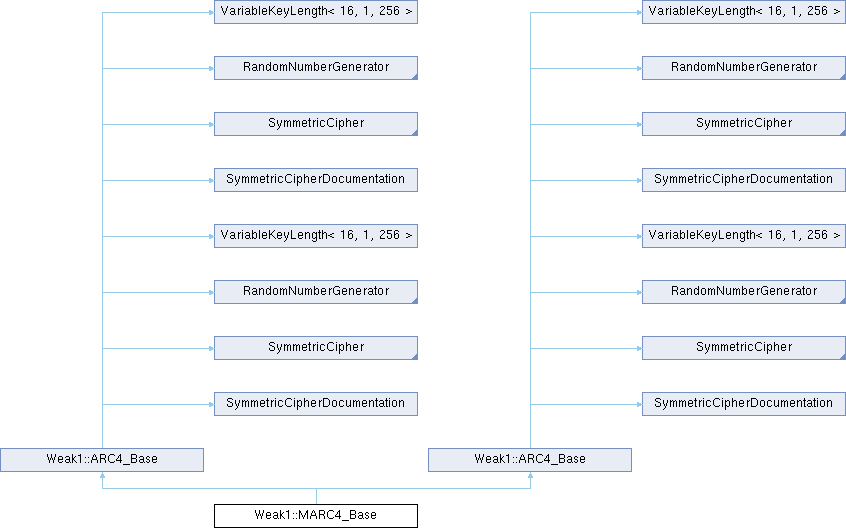 VariableKeyLength< 16, 1, 256 >
VariableKeyLength< 16, 1, 256 >
RandomNumberGenerator
RandomNumberGenerator
SymmetricCipher
SymmetricCipher
SymmetricCipherDocumentation
SymmetricCipherDocumentation
VariableKeyLength< 16, 1, 256 >
VariableKeyLength< 16, 1, 256 >
RandomNumberGenerator
RandomNumberGenerator
SymmetricCipher
SymmetricCipher
SymmetricCipherDocumentation
SymmetricCipherDocumentation
Weak1::ARC4_Base
Weak1::ARC4_Base
Weak1::MARC4_Base